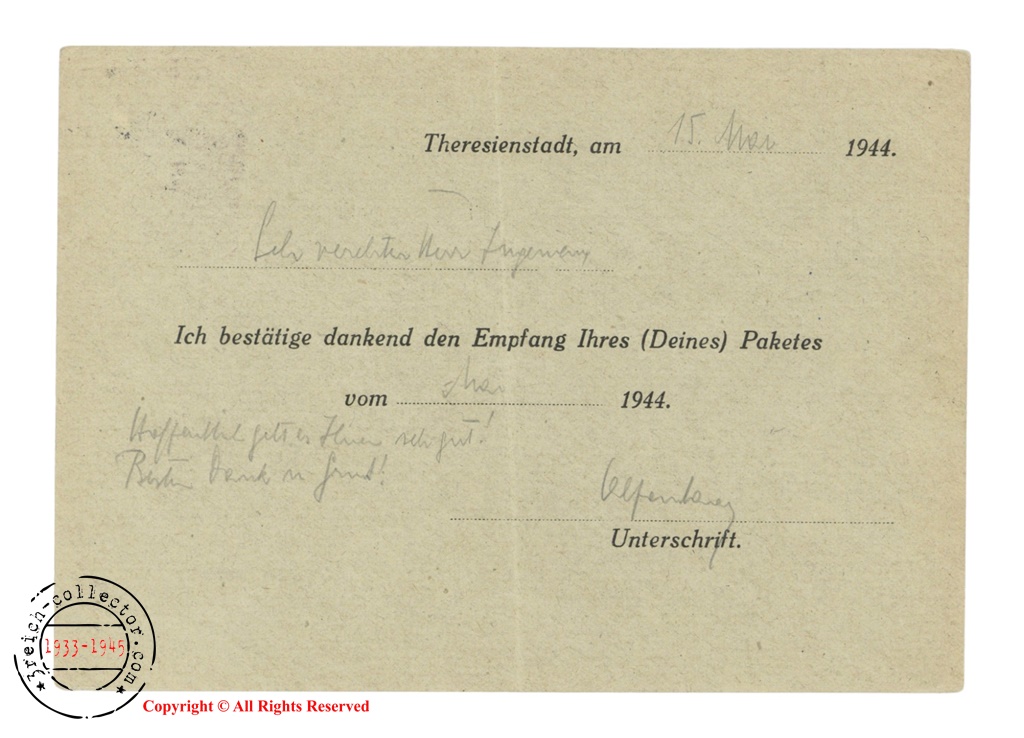 Theresienstadt, am 15. Mai 1944.
Sehr verehrter Herr
Ich bestätige dankend den Empfang Ihres (Deines) Paketes
vom Mai 1944.
Hoffentlich geht es Ihnen sehr gut!
Besten Dank u. Gruß!
Unterschrift.
3reich-collector.com
1933-1945
Copyright © All Rights Reserved